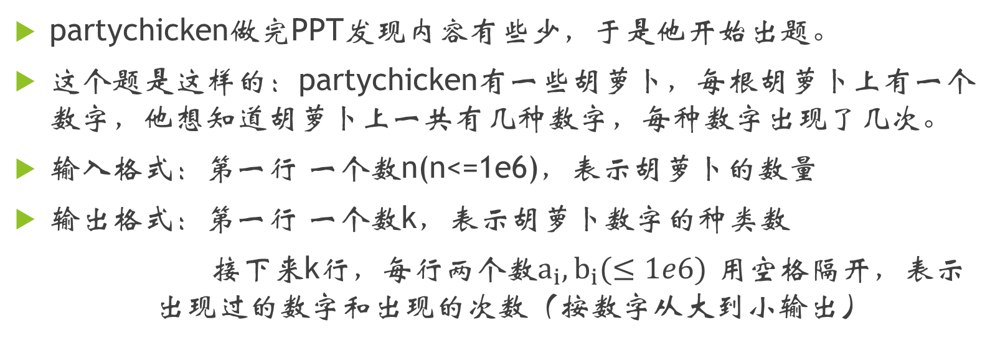 partychicken做完PPT发现内容有些少，于是他开始出题。
这个题是这样的：partychicken有一些胡萝卜，每根胡萝卜上有一个
数字，他想知道胡萝卜上一共有几种数字，每种数字出现了几次。
输入格式：第一行 一个数n(n<=1e6)，表示胡萝卜的数量
输出格式：第一行 一个数k，表示胡萝卜数字的种类数
接下来k行，每行两个数aᵢ,bᵢ(≤ 1e6) 用空格隔开，表示
出现过的数字和出现的次数（按数字从大到小输出）